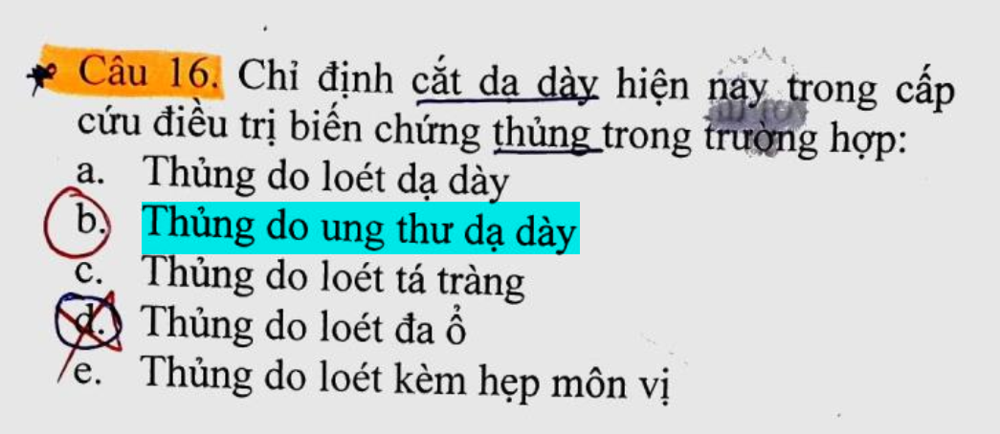 Câu 16. Chỉ định cắt dạ dày hiện nay trong cấp
cứu điều trị biến chứng thủng trong trường hợp:
a. Thủng do loét dạ dày
b. Thủng do ung thư dạ dày
c. Thủng do loét tá tràng
d. Thủng do loét đa ổ
e. Thủng do loét kèm hẹp môn vị